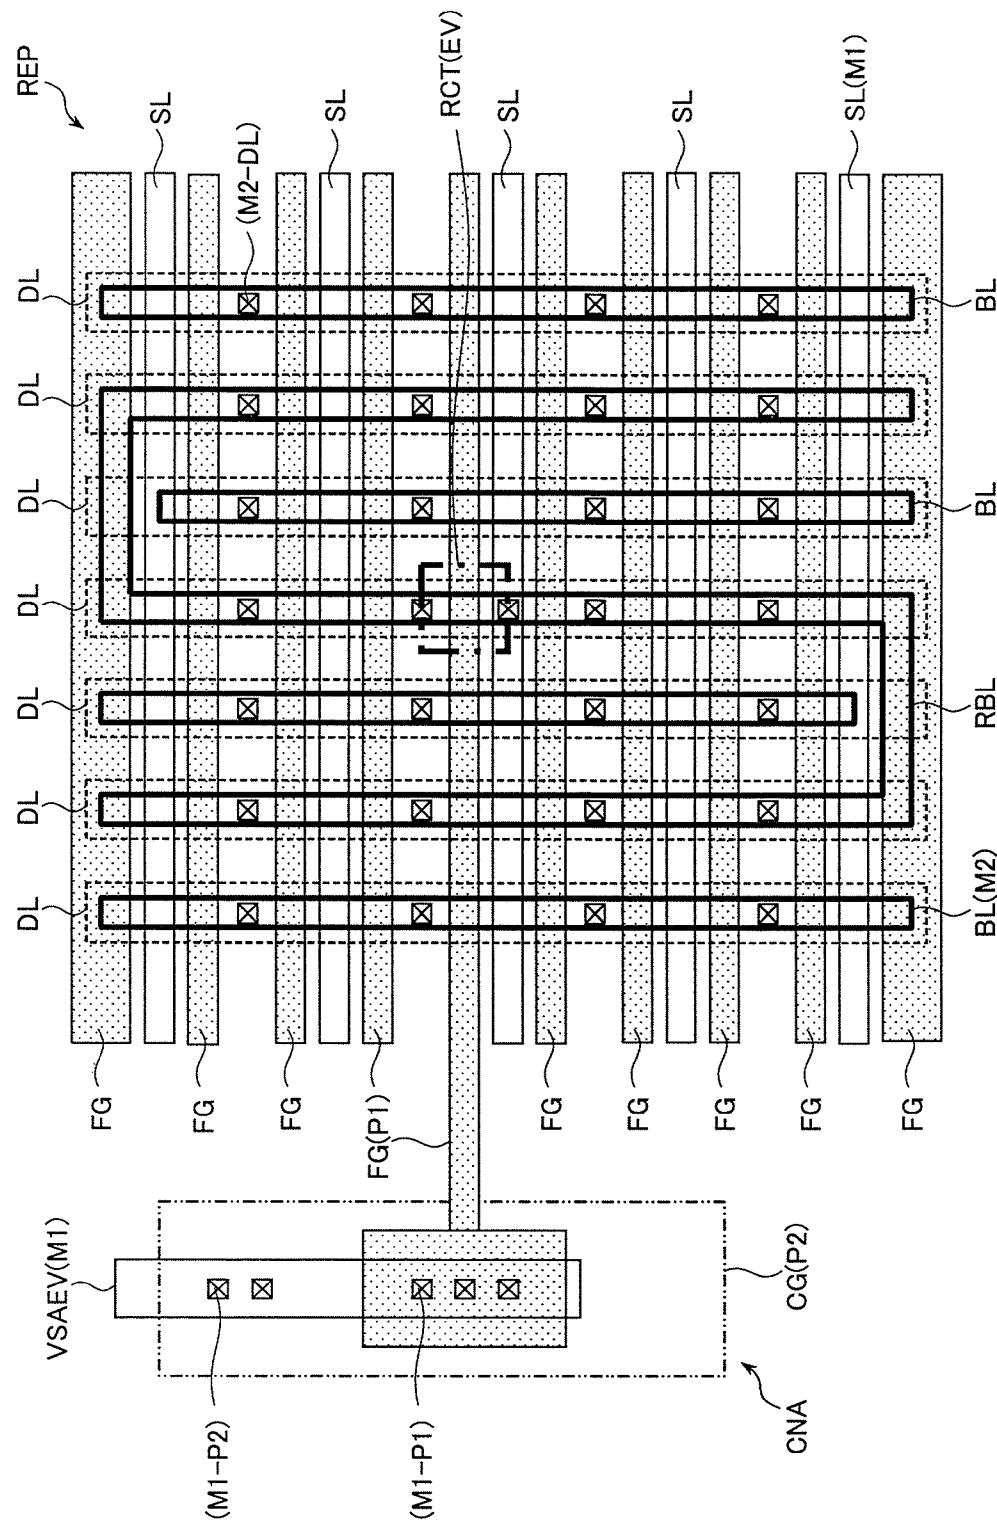 REP
SL
SL
RCT(EV)
SL
SL
SL(M1)
(M2-DL)
DL
BL
DL
DL
BL
DL
DL
RBL
DL
DL
BL(M2)
FG
FG
FG
FG(P1)
FG
FG
FG
FG
FG
VSAEV(M1)
CG(P2)
(M1-P2)
(M1-P1)
CNA